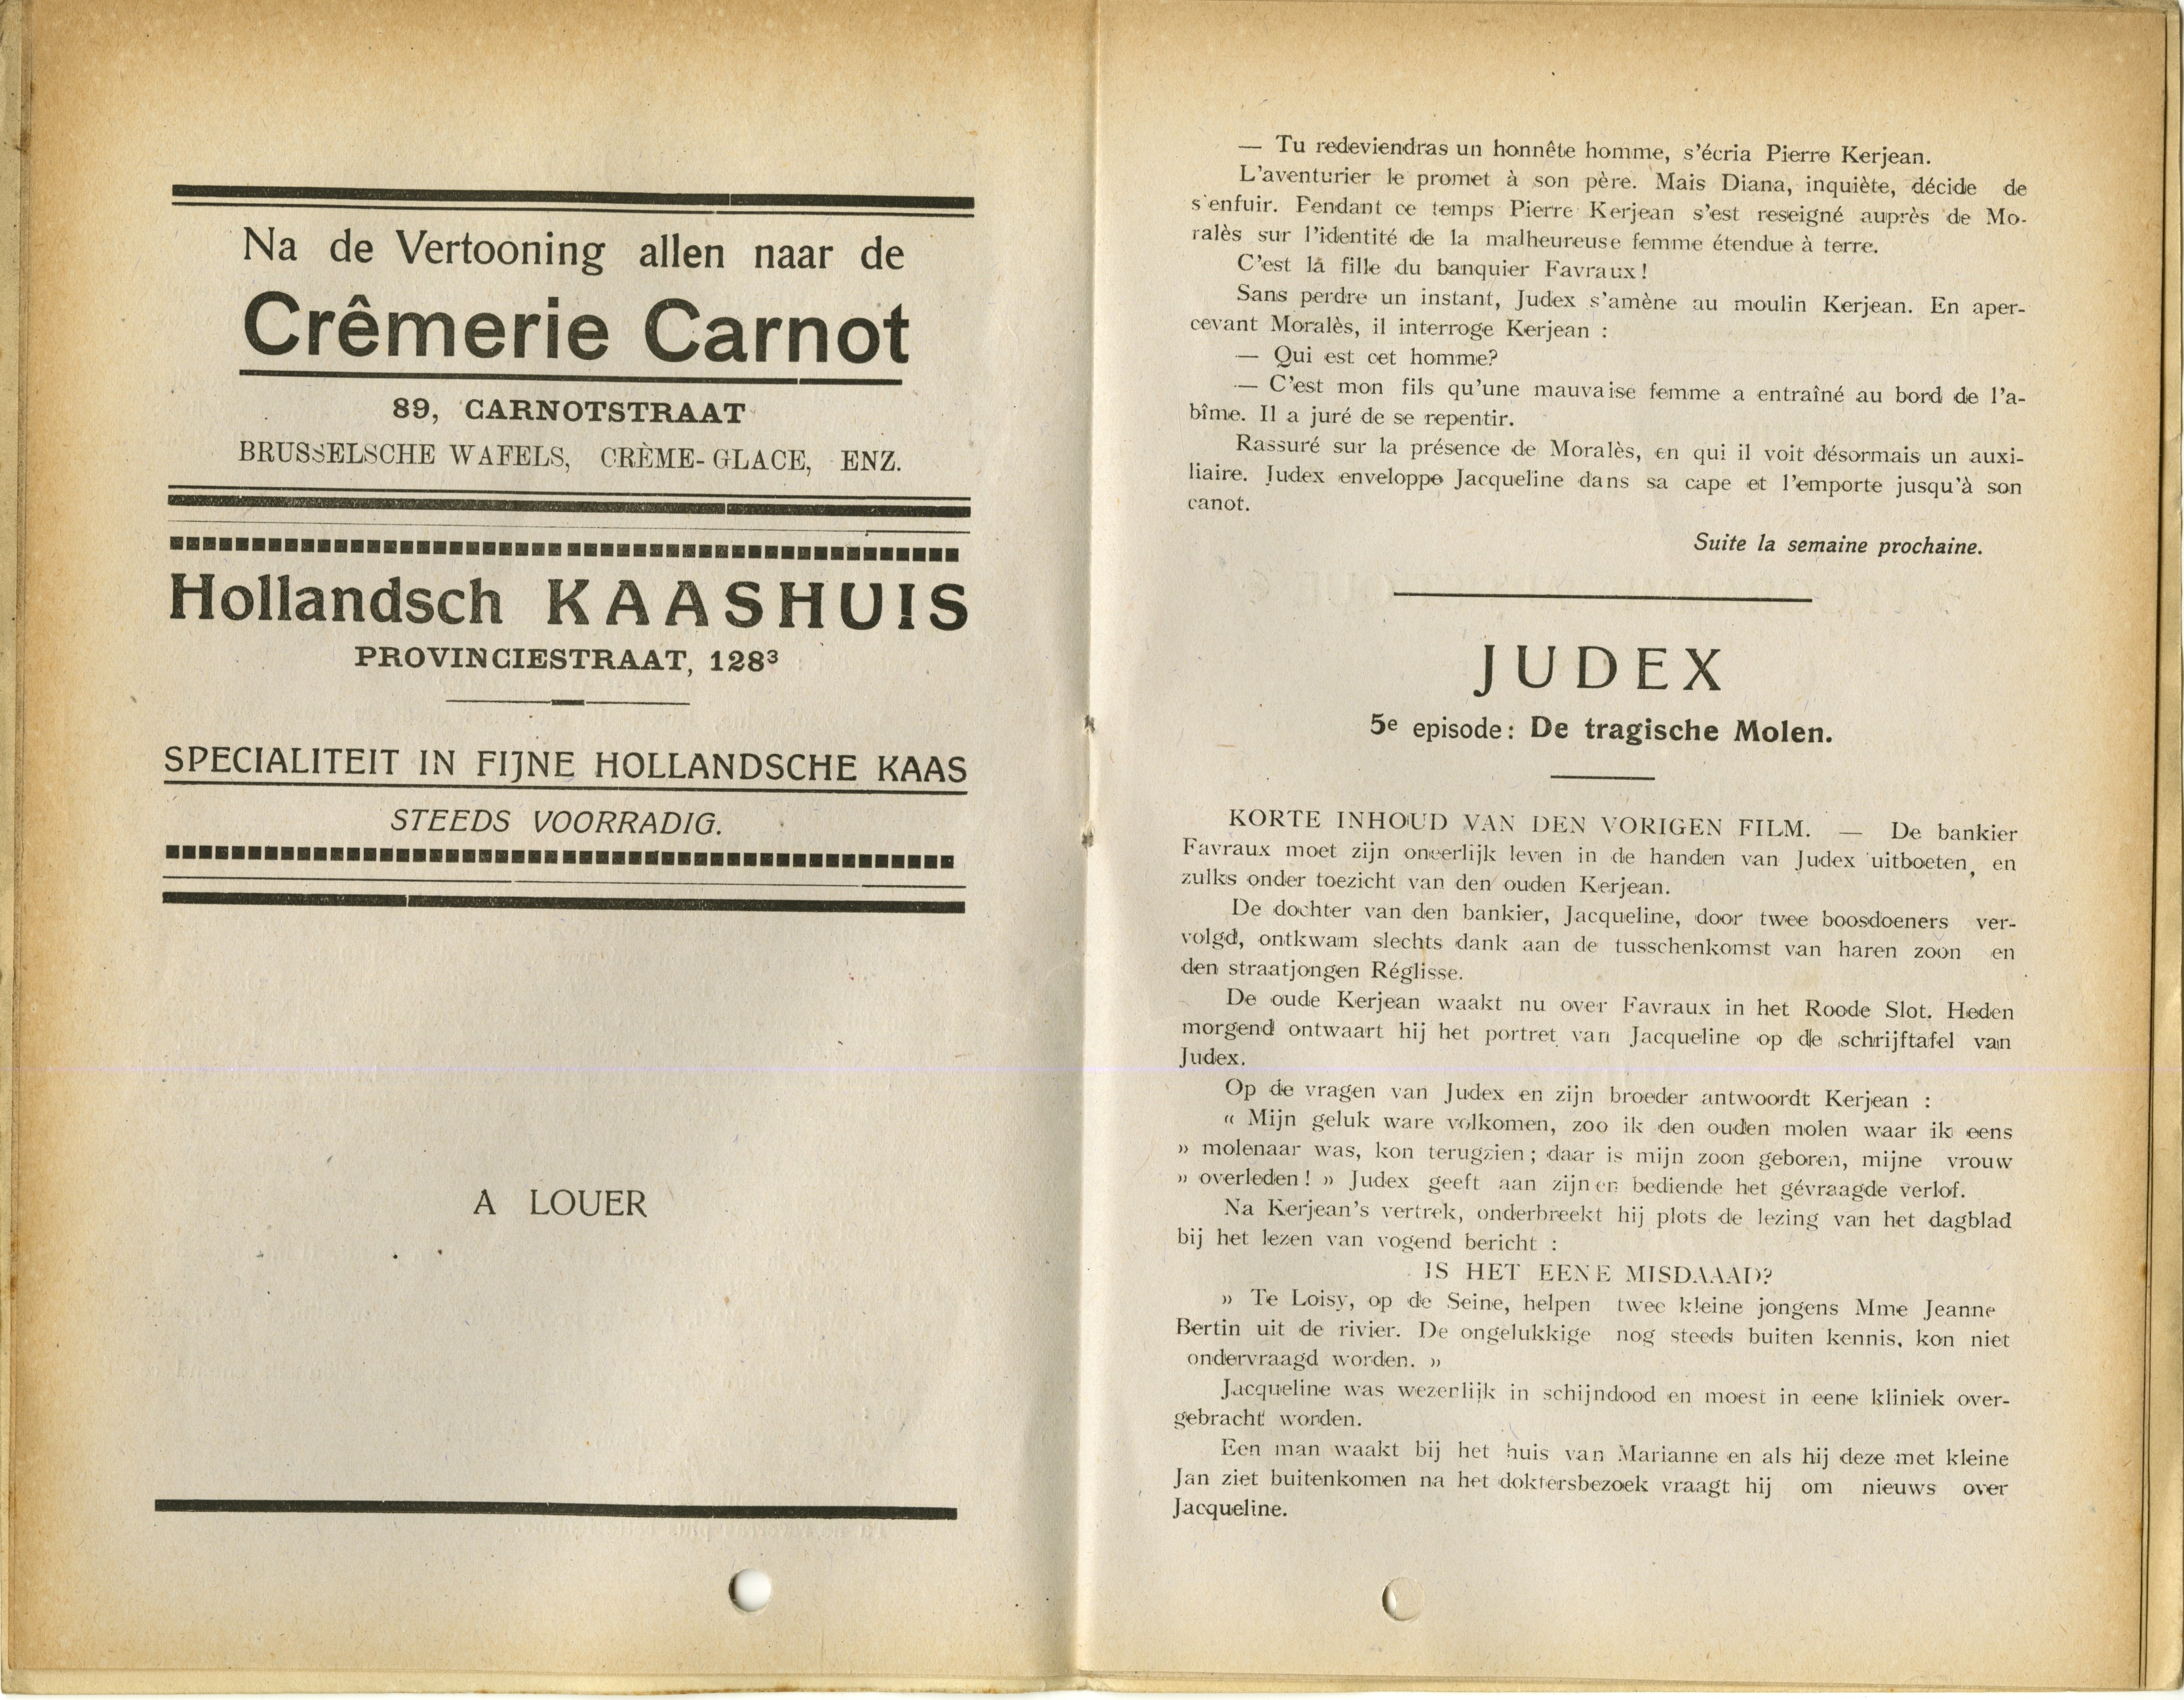 Na de Vertooning allen naar de
Crêmerie Carnot
89, CARNOTSTRAAT
BRUSSELSCHE WAFELS, CRÈME-GLACE, ENZ.
Hollandsch KAASHUIS
PROVINCIESTRAAT, 128³
SPECIALITEIT IN FIJNE HOLLANDSCHE KAAS
STEEDS VOORRADIG.
A LOUER
— Tu redeviendras un honnête homme, s'écria Pierre Kerjean.
L'aventurier le promet à son père. Mais Diana, inquiète, décide de
s'enfuir. Pendant ce temps Pierre Kerjean s'est reseigné auprès de Mo-
ralès sur l'identité de la malheureuse femme étendue à terre.
C'est la fille du banquier Favraux!
Sans perdre un instant, Judex s'amène au moulin Kerjean. En aper-
cevant Moralès, il interroge Kerjean :
— Qui est cet homme?
— C'est mon fils qu'une mauvaise femme a entraîné au bord de l'a-
bîme. Il a juré de se repentir.
Rassuré sur la présence de Moralès, en qui il voit désormais un auxi-
liaire. Judex enveloppe Jacqueline dans sa cape et l'emporte jusqu'à son
canot.
Suite la semaine prochaine.
JUDEX
5e episode: De tragische Molen.
KORTE INHOUD VAN DEN VORIGEN FILM. — De bankier
Favraux moet zijn oneerlijk leven in de handen van Judex uitboeten, en
zulks onder toezicht van den ouden Kerjean.
De dochter van den bankier, Jacqueline, door twee boosdoeners ver-
volgd, ontkwam slechts dank aan de tusschenkomst van haren zoon en
den straatjongen Réglisse.
De oude Kerjean waakt nu over Favraux in het Roode Slot. Heden
morgend ontwaart hij het portret van Jacqueline op de schrijftafel van
Judex.
Op de vragen van Judex en zijn broeder antwoordt Kerjean :
« Mijn geluk ware volkomen, zoo ik den ouden molen waar ik eens
» molenaar was, kon terugzien; daar is mijn zoon geboren, mijne vrouw
» overleden! » Judex geeft aan zijnen bediende het gévraagde verlof.
Na Kerjean's vertrek, onderbreekt hij plots de lezing van het dagblad
bij het lezen van vogend bericht :
IS HET EENE MISDAAAD?
» Te Loisy, op de Seine, helpen twee kleine jongens Mme Jeanne
Bertin uit de rivier. De ongelukkige nog steeds buiten kennis, kon niet
ondervraagd worden. »
Jacqueline was wezenlijk in schijndood en moest in eene kliniek over-
gebracht worden.
Een man waakt bij het huis van Marianne en als hij deze met kleine
Jan ziet buitenkomen na het doktersbezoek vraagt hij om nieuws over
Jacqueline.